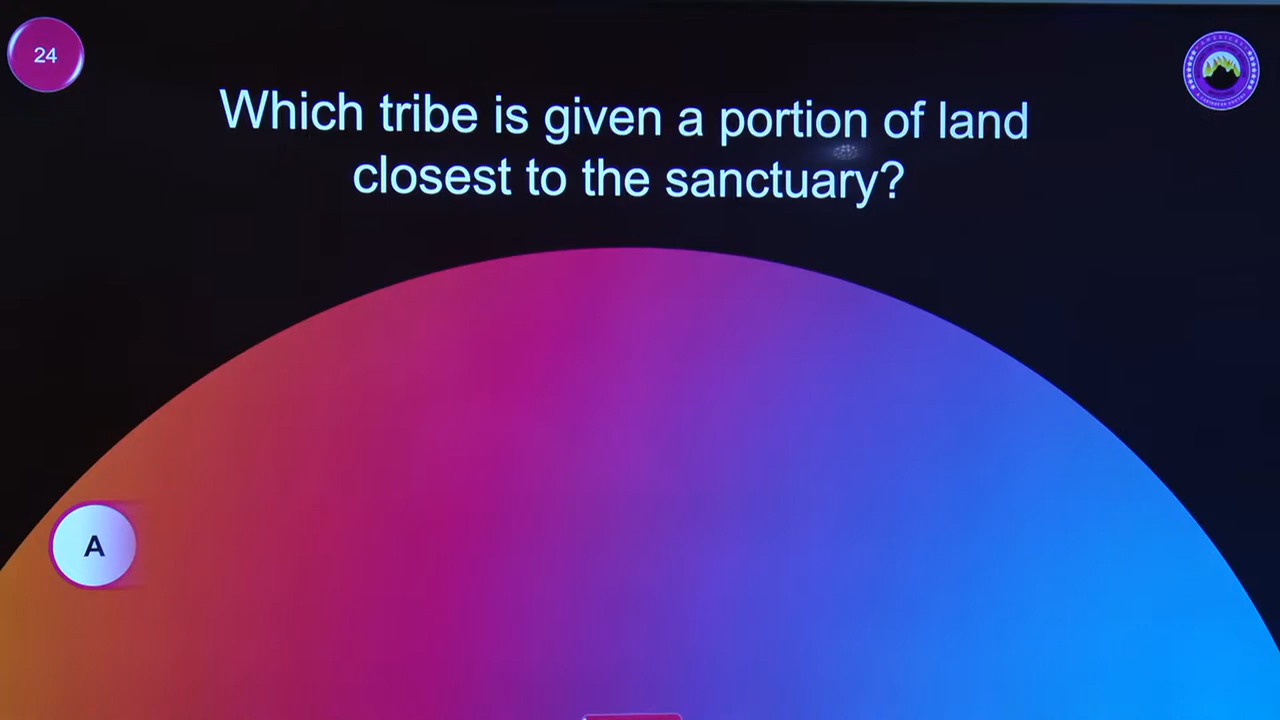 24
Which tribe is given a portion of land
closest to the sanctuary?
A